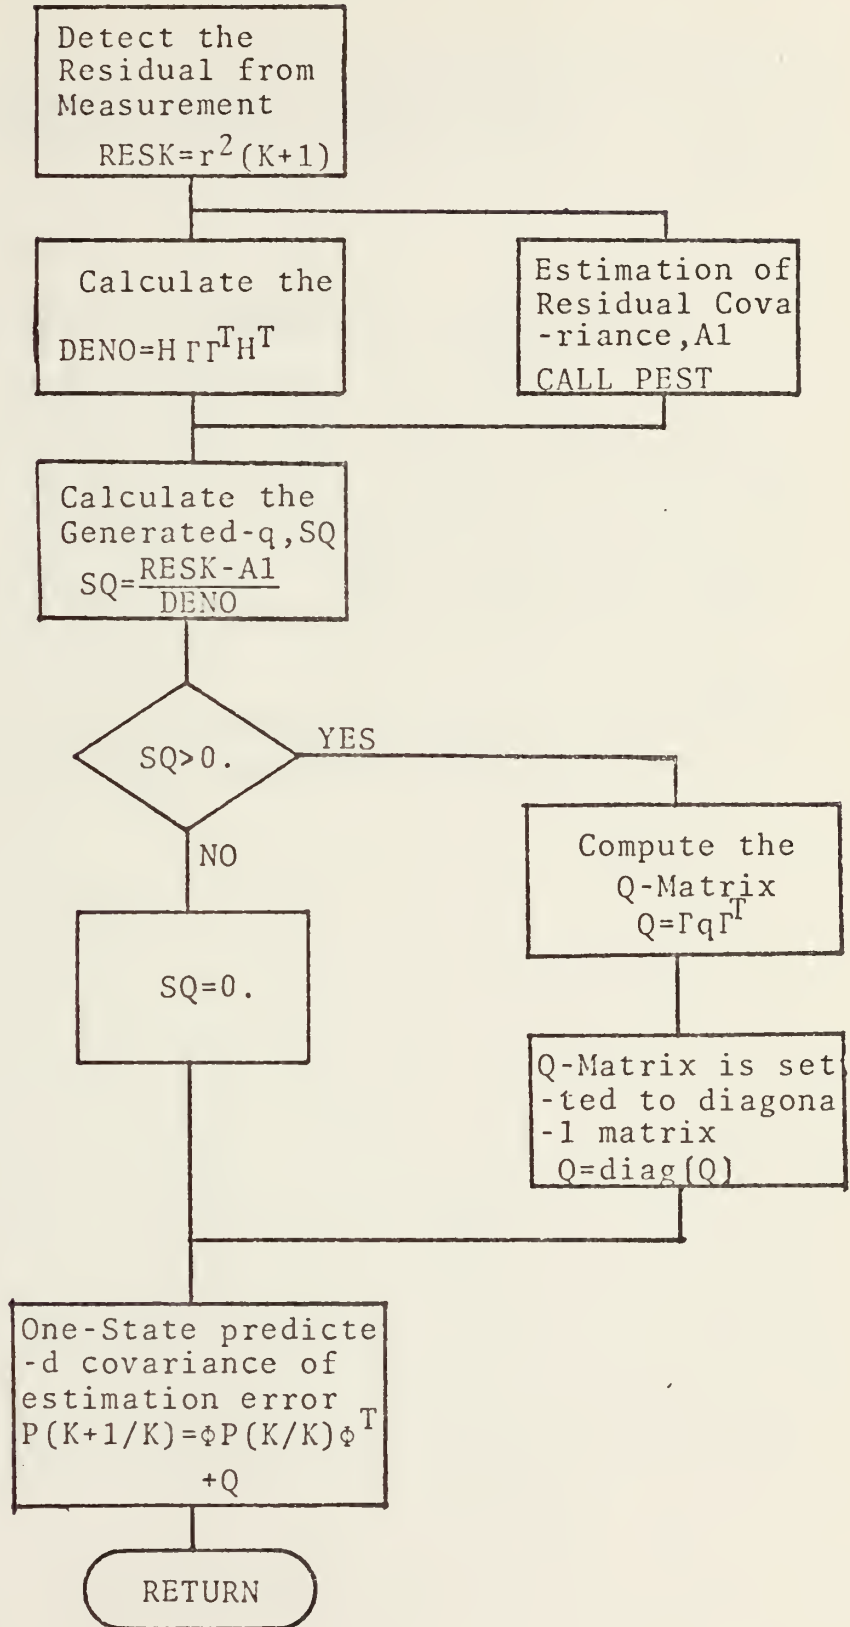 Detect the
Residual from
Measurement
RESK=r²(K+1)
Calculate the
DENO=HΓΓᵀHᵀ
Estimation of
Residual Cova
-riance,A1
CALL PEST
Calculate the
Generated-q,SQ
SQ=RESK-A1
DENO
SQ>0.
YES
NO
Compute the
Q-Matrix
Q=ΓqΓᵀ
SQ=0.
Q-Matrix is set
-ted to diagona
-l matrix
Q=diag(Q)
One-State predicte
-d covariance of
estimation error
P(K+1/K)=ΦP(K/K)Φᵀ
+Q
RETURN